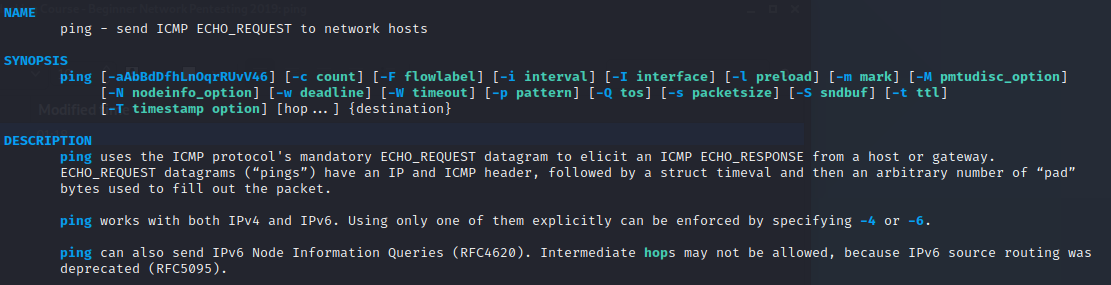 NAME
ping - send ICMP ECHO_REQUEST to network hosts
SYNOPSIS
ping [-aAbBdDfhLnOqrRUvV46] [-c count] [-F flowlabel] [-i interval] [-I interface] [-l preload] [-m mark] [-M pmtudisc_option]
[-N nodeinfo_option] [-w deadline] [-W timeout] [-p pattern] [-Q tos] [-s packetsize] [-S sndbuf] [-t ttl]
[-T timestamp option] [hop...] {destination}
DESCRIPTION
ping uses the ICMP protocol's mandatory ECHO_REQUEST datagram to elicit an ICMP ECHO_RESPONSE from a host or gateway.
ECHO_REQUEST datagrams (“pings”) have an IP and ICMP header, followed by a struct timeval and then an arbitrary number of “pad”
bytes used to fill out the packet.
ping works with both IPv4 and IPv6. Using only one of them explicitly can be enforced by specifying -4 or -6.
ping can also send IPv6 Node Information Queries (RFC4620). Intermediate hops may not be allowed, because IPv6 source routing was
deprecated (RFC5095).